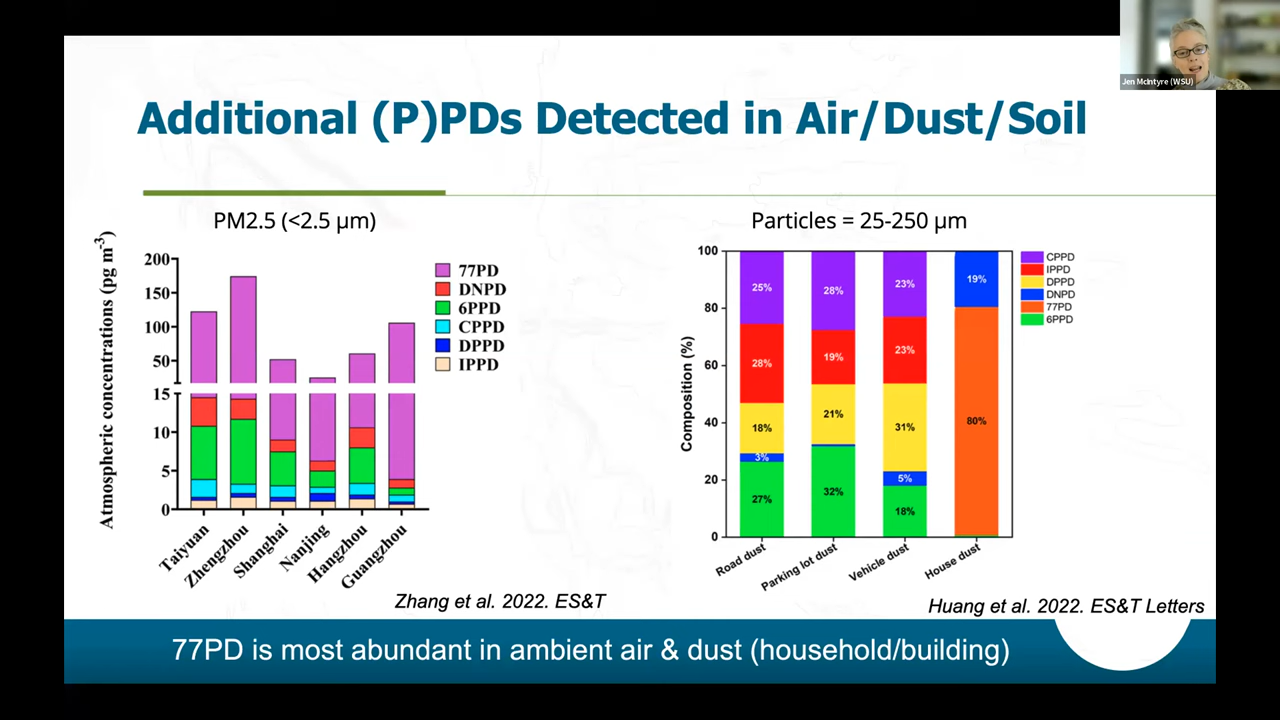 Jen McIntyre (WSU)
Additional (P)PDs Detected in Air/Dust/Soil
PM2.5 (<2.5 µm)
Atmospheric concentrations (pg m-3)
200
150
100
50
15
10
5
0
Taiyuan
Zhengzhou
Shanghai
Nanjing
Hangzhou
Guangzhou
77PD
DNPD
6PPD
CPPD
DPPD
IPPD
Zhang et al. 2022. ES&T
Particles = 25-250 µm
Composition (%)
100
80
60
40
20
0
25%
28%
18%
3%
27%
28%
19%
21%
32%
23%
23%
31%
5%
18%
19%
80%
Road dust
Parking lot dust
Vehicle dust
House dust
CPPD
IPPD
DPPD
DNPD
77PD
6PPD
Huang et al. 2022. ES&T Letters
77PD is most abundant in ambient air & dust (household/building)